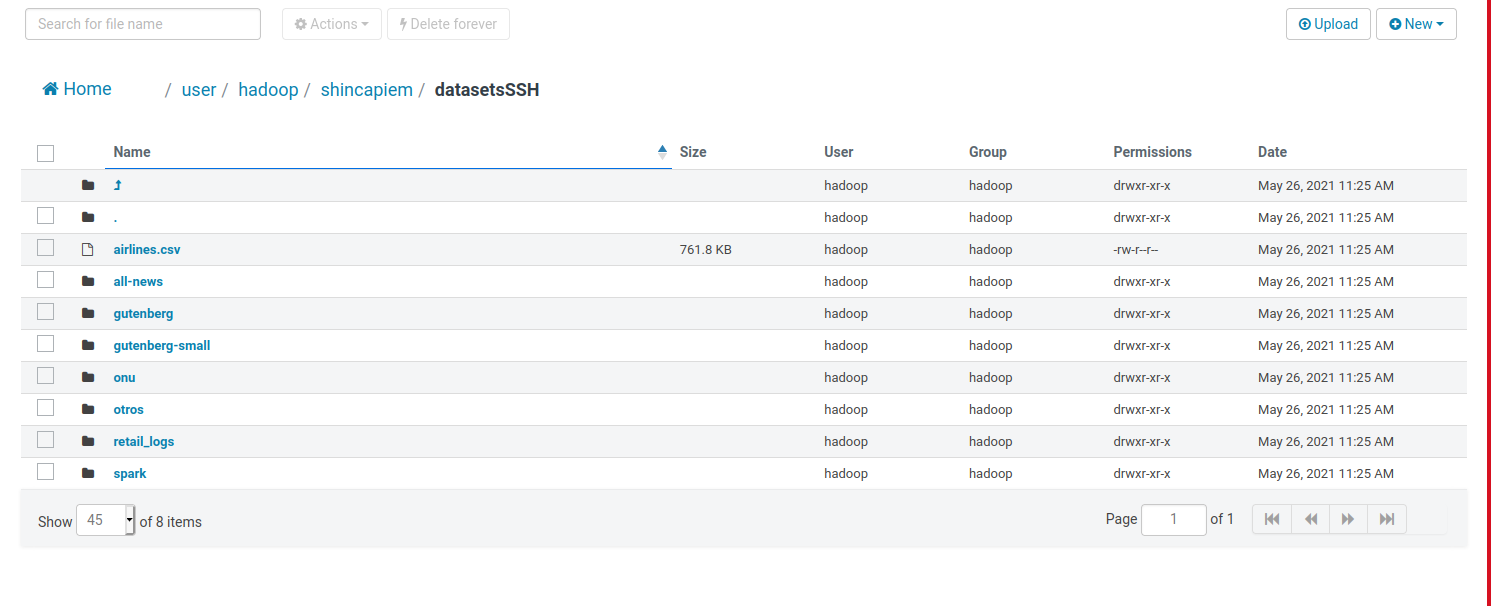 Search for file name Actions Delete forever Upload New
Home / user / hadoop / shincapiem / datasetsSSH
Name Size User Group Permissions Date
hadoop hadoop drwxr-xr-x May 26, 2021 11:25 AM
. hadoop hadoop drwxr-xr-x May 26, 2021 11:25 AM
airlines.csv 761.8 KB hadoop hadoop -rw-r--r-- May 26, 2021 11:25 AM
all-news hadoop hadoop drwxr-xr-x May 26, 2021 11:25 AM
gutenberg hadoop hadoop drwxr-xr-x May 26, 2021 11:25 AM
gutenberg-small hadoop hadoop drwxr-xr-x May 26, 2021 11:25 AM
onu hadoop hadoop drwxr-xr-x May 26, 2021 11:25 AM
otros hadoop hadoop drwxr-xr-x May 26, 2021 11:25 AM
retail_logs hadoop hadoop drwxr-xr-x May 26, 2021 11:25 AM
spark hadoop hadoop drwxr-xr-x May 26, 2021 11:25 AM
Show 45 of 8 items Page 1 of 1